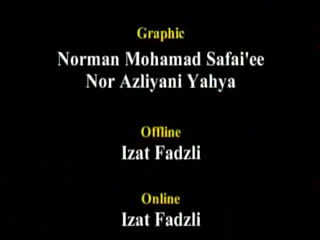 Graphic
Norman Mohamad Safai'ee
Nor Azliyani Yahya
Offline
Izat Fadzli
Online
Izat Fadzli